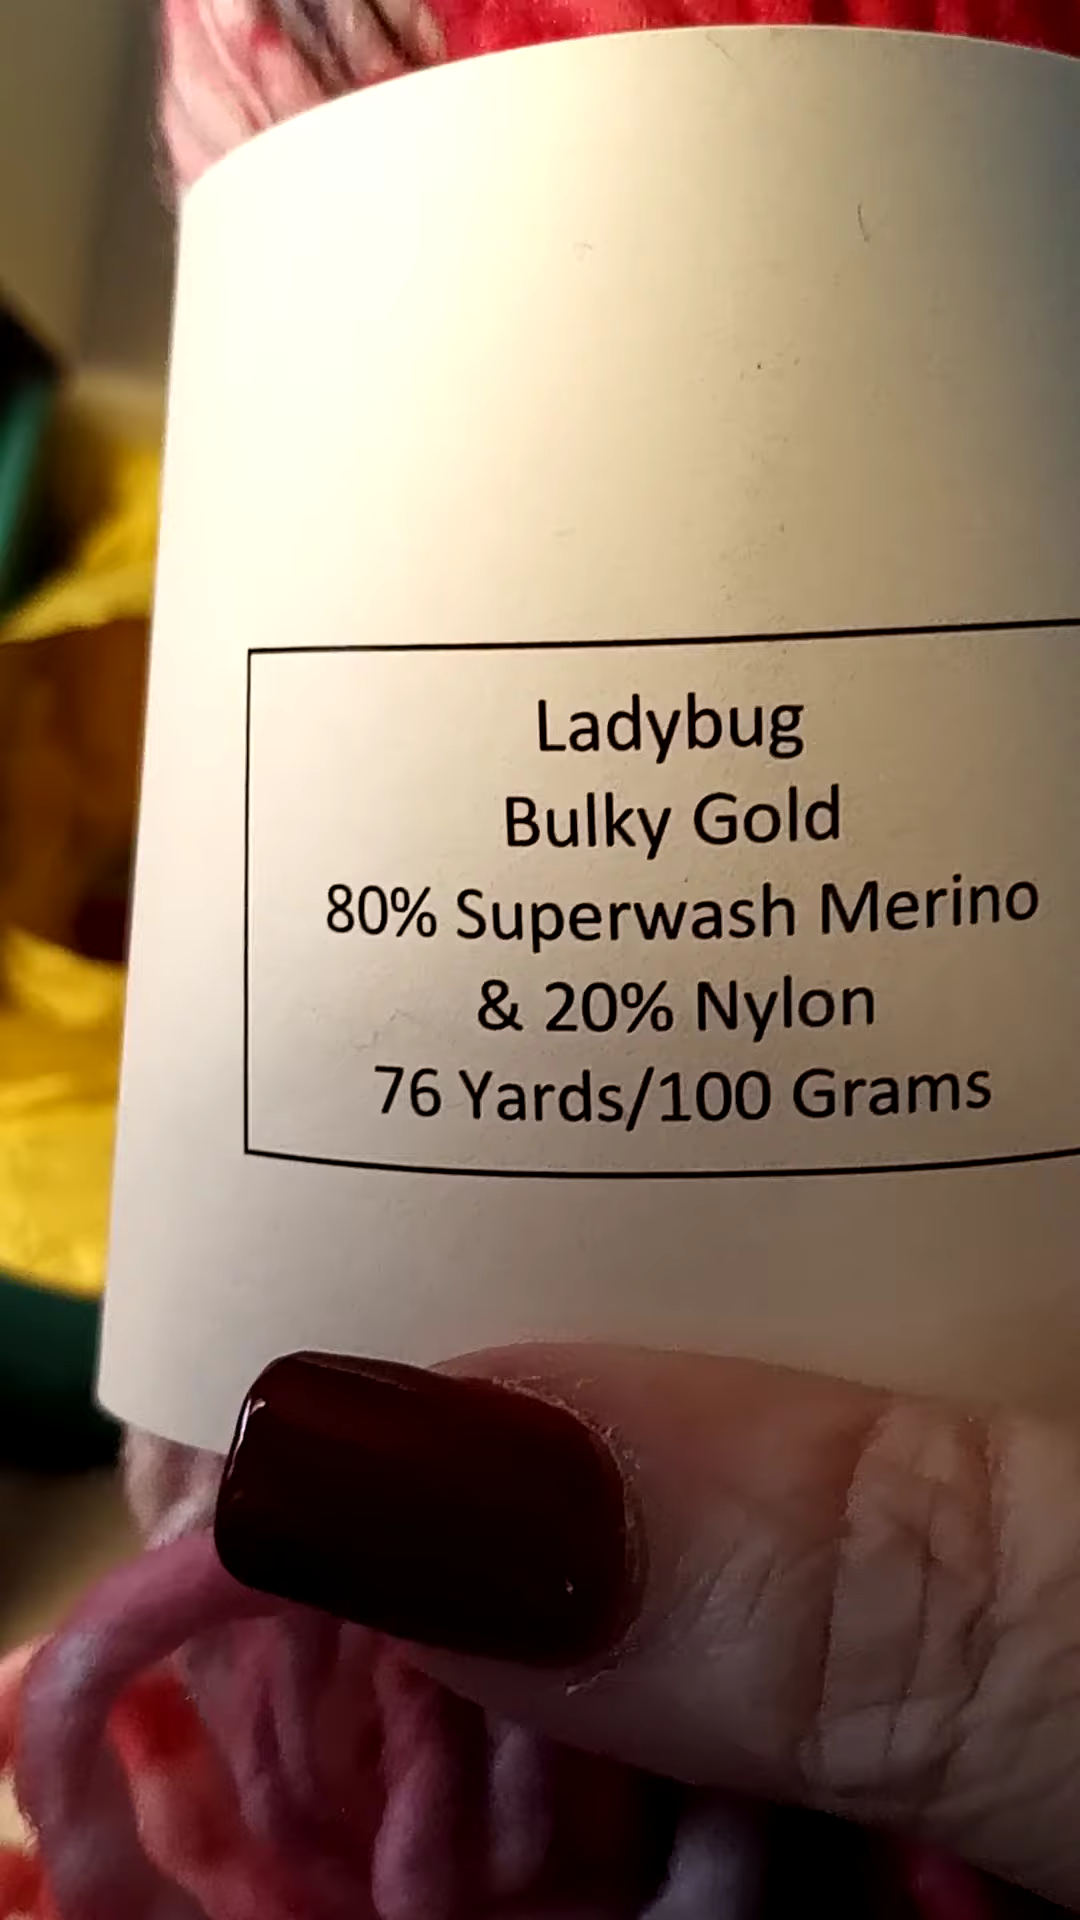 Ladybug
Bulky Gold
80% Superwash Merino
& 20% Nylon
76 Yards/100 Grams